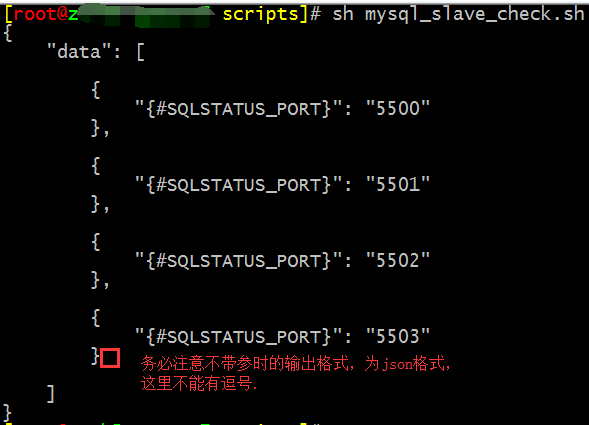 [root@z scripts]# sh mysql_slave_check.sh
{
"data": [
{
"{#SQLSTATUS_PORT}": "5500"
},
{
"{#SQLSTATUS_PORT}": "5501"
},
{
"{#SQLSTATUS_PORT}": "5502"
},
{
"{#SQLSTATUS_PORT}": "5503"
}
务必注意不带参时的输出格式，为json格式，
这里不能有逗号.
]
}